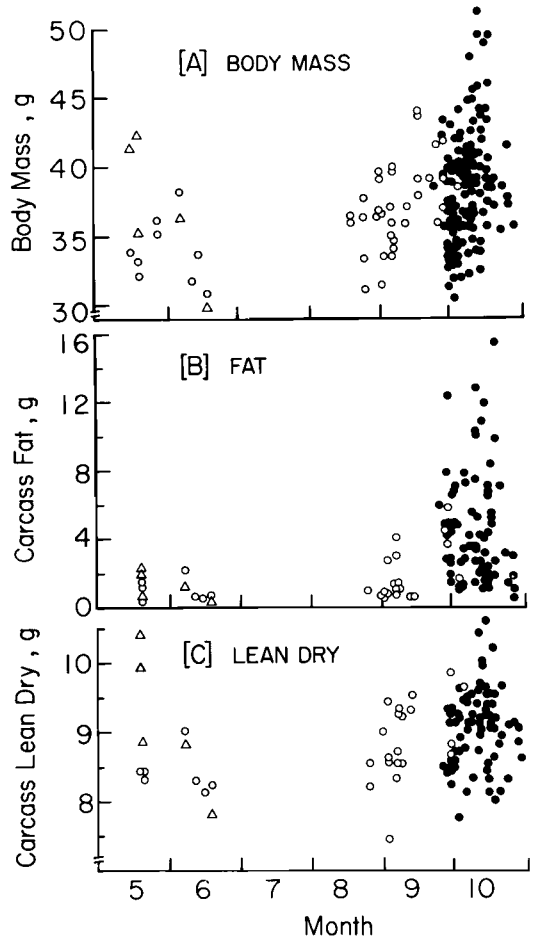 [A] BODY MASS
Body Mass, g
50
45
40
35
30
[B] FAT
Carcass Fat, g
16
12
8
4
0
[C] LEAN DRY
Carcass Lean Dry, g
10
9
8
5 6 7 8 9 10
Month